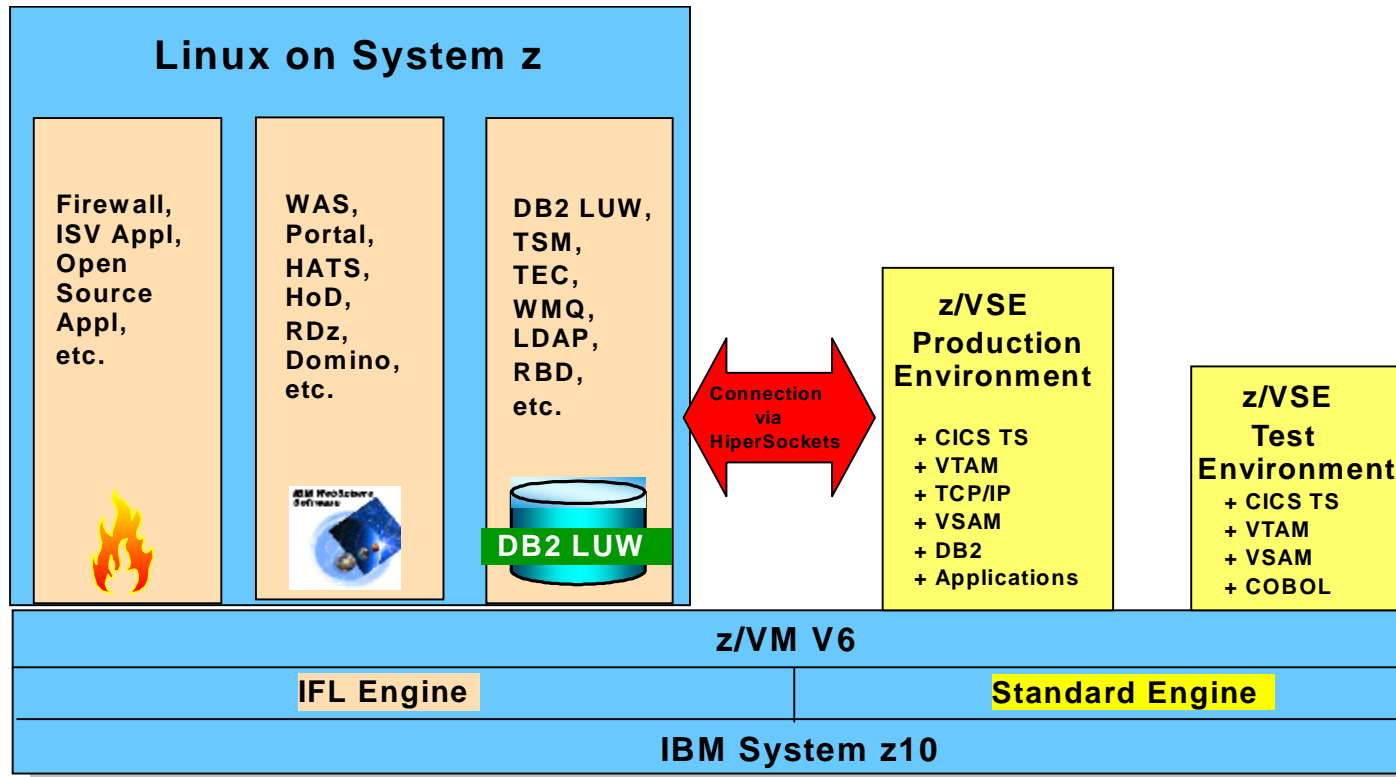 Linux on System z
Firewall,
ISV Appl,
Open
Source
Appl,
etc.
WAS,
Portal,
HATS,
HoD,
RDz,
Domino,
etc.
IBM WebSphere
Software
DB2 LUW,
TSM,
TEC,
WMQ,
LDAP,
RBD,
etc.
DB2 LUW
Connection
via
HiperSockets
z/VSE
Production
Environment
+ CICS TS
+ VTAM
+ TCP/IP
+ VSAM
+ DB2
+ Applications
z/VSE
Test
Environment
+ CICS TS
+ VTAM
+ VSAM
+ COBOL
z/VM V6
IFL Engine
Standard Engine
IBM System z10